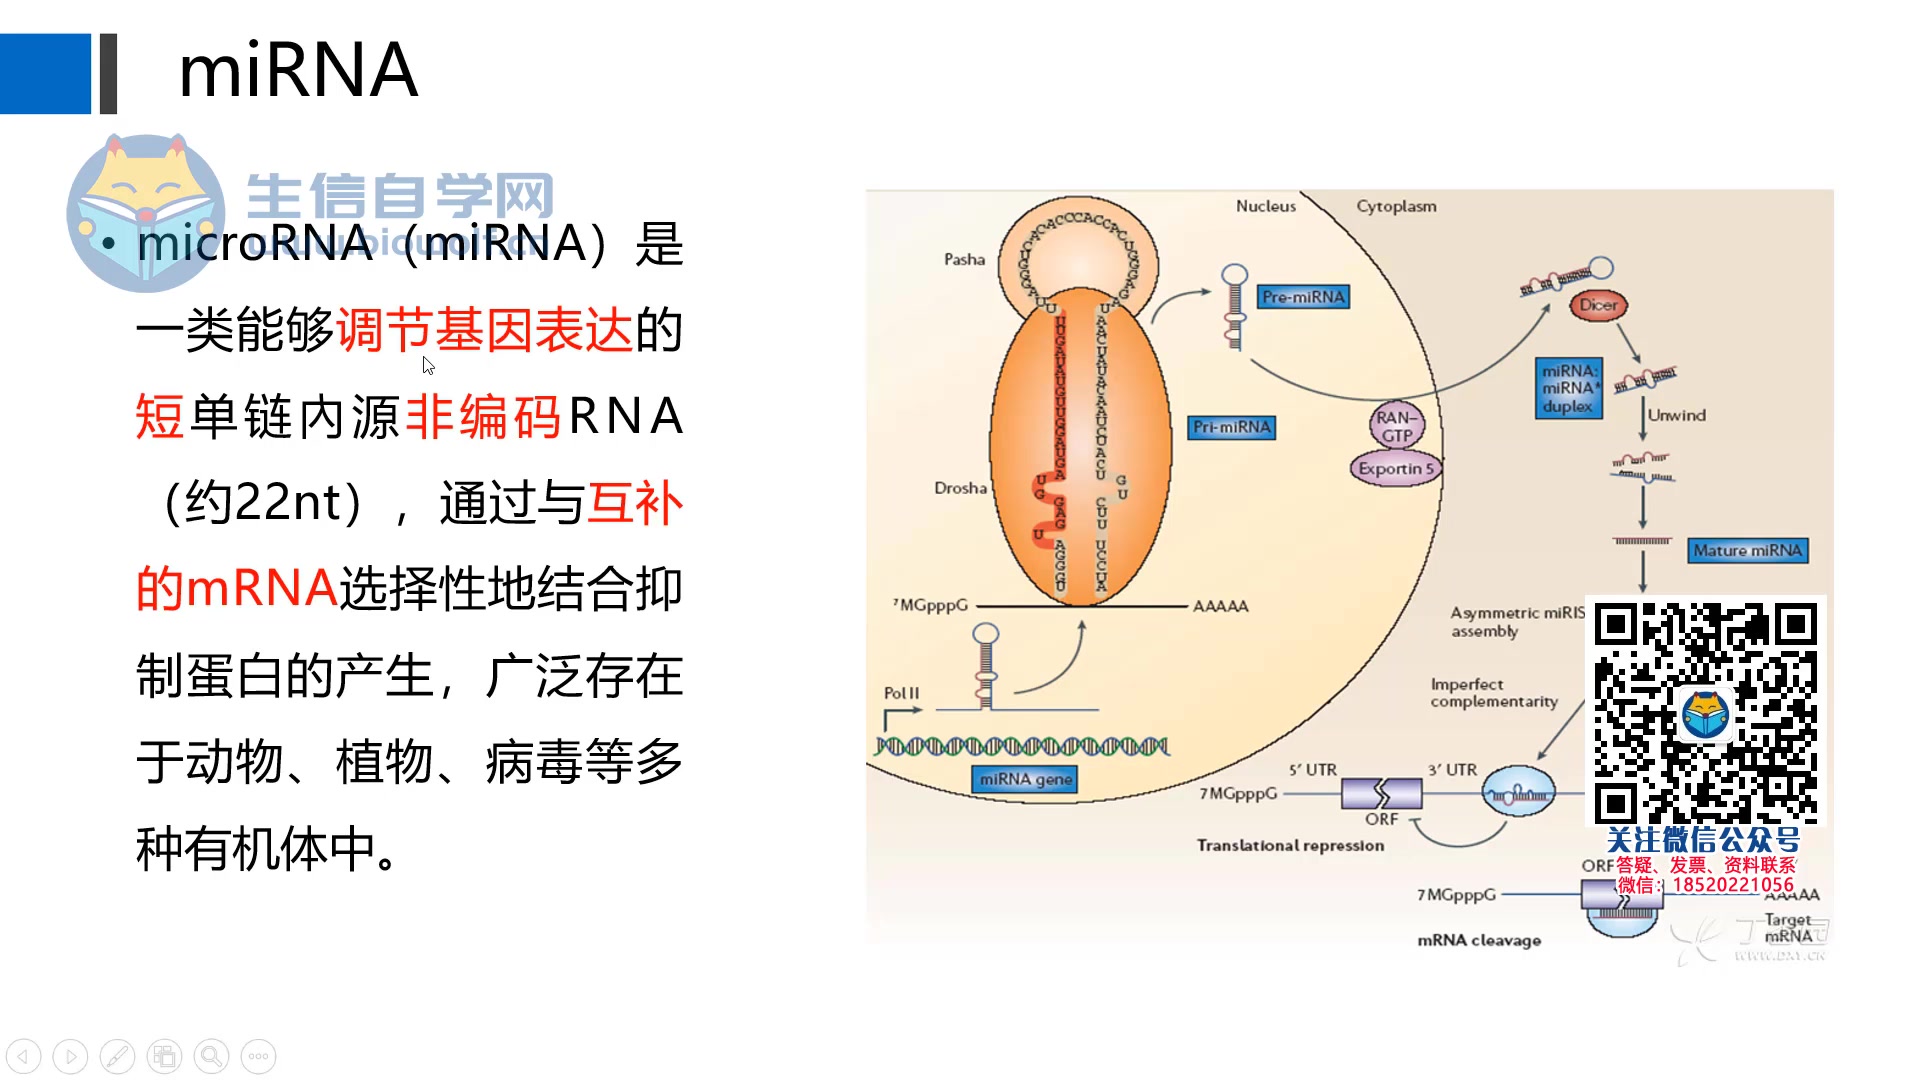 miRNA
生信自学网
www.biowolf.cn
• microRNA（miRNA）是
一类能够调节基因表达的
短单链内源非编码RNA
（约22nt），通过与互补
的mRNA选择性地结合抑
制蛋白的产生，广泛存在
于动物、植物、病毒等多
种有机体中。
Nucleus
Cytoplasm
Pasha
Pre-miRNA
Dicer
miRNA:
miRNA*
duplex
Unwind
RAN-
GTP
Exportin 5
Pri-miRNA
Drosha
Mature miRNA
7MGpppG
AAAAA
Asymmetric miRIS
assembly
Pol II
Imperfect
complementarity
miRNA gene
5′ UTR
3′ UTR
7MGpppG
ORF
Translational repression
关注微信公众号
答疑、发票、资料联系
微信：18520221056
ORF
7MGpppG
AAAAA
Target
mRNA
mRNA cleavage
WWW.DXY.CN